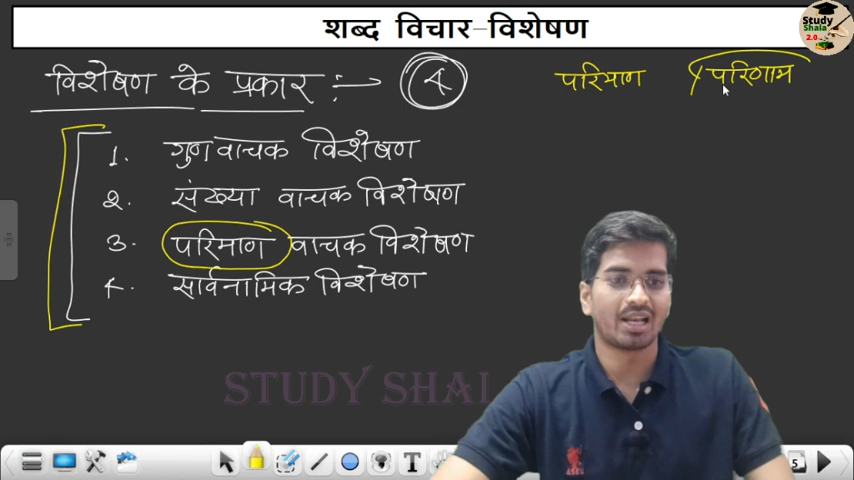 शब्द विचार-विशेषण
Study
Shala
2.0
विशेषण के प्रकार :- 4
परिमाण परिणाम
1. गुणवाचक विशेषण
2. संख्या वाचक विशेषण
3. परिमाण वाचक विशेषण
4. सार्वनामिक विशेषण
STUDY SHAL
T
5